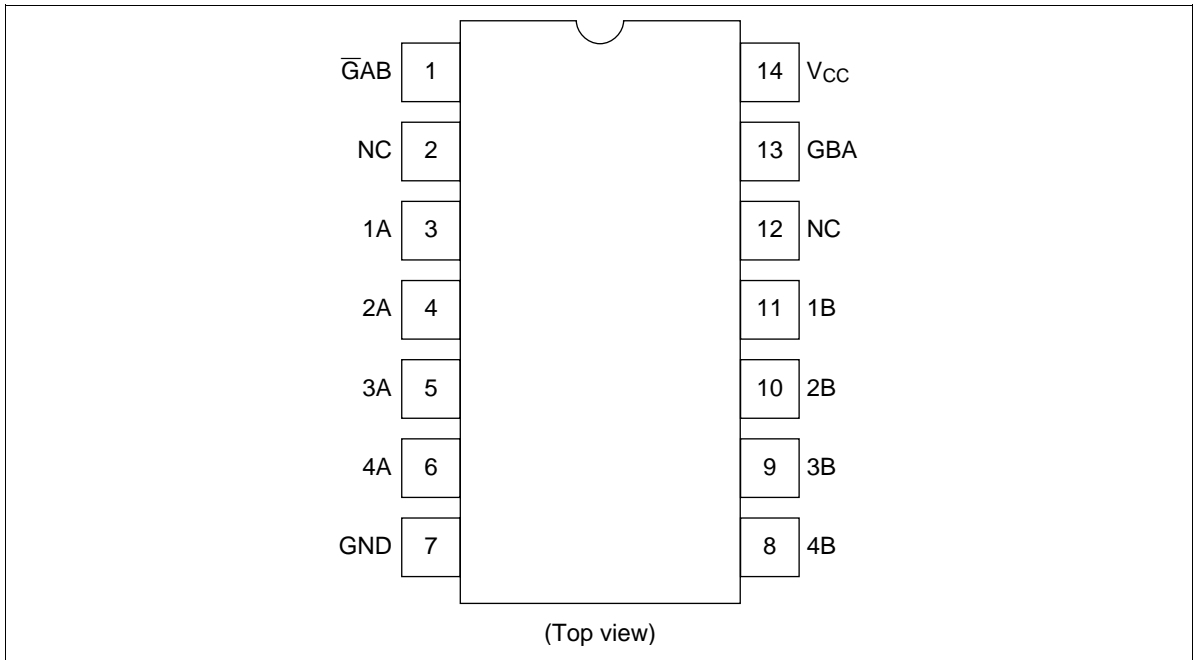 G̅AB 1 14 VCC
NC 2 13 GBA
1A 3 12 NC
2A 4 11 1B
3A 5 10 2B
4A 6 9 3B
GND 7 8 4B
(Top view)